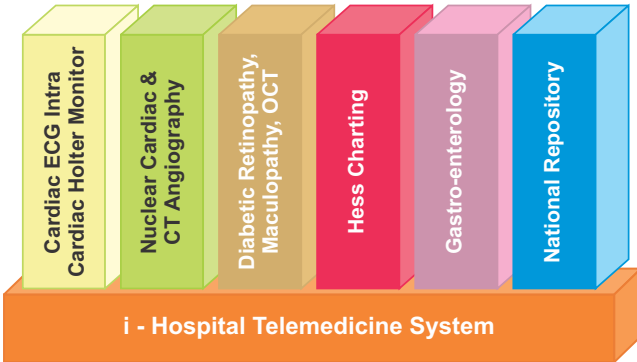 Cardiac ECG Intra
Cardiac Holter Monitor
Nuclear Cardiac &
CT Angiography
Diabetic Retinopathy,
Maculopathy, OCT
Hess Charting
Gastro-enterology
National Repository
i - Hospital Telemedicine System